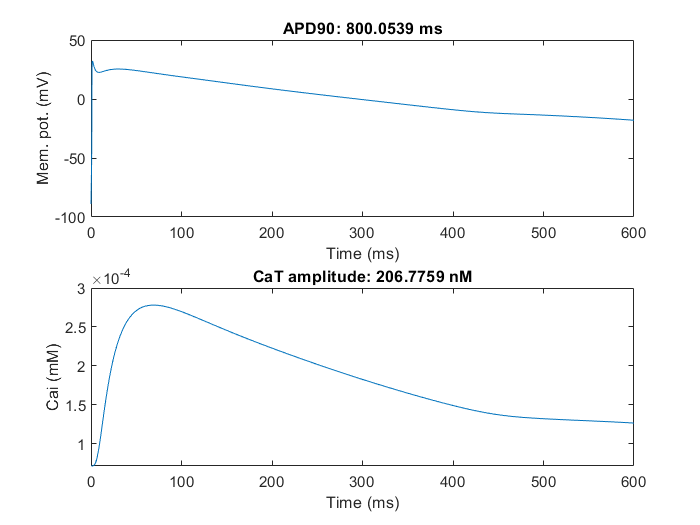 APD90: 800.0539 ms
50
0
-50
-100
Mem. pot. (mV)
0 100 200 300 400 500 600
Time (ms)
×10-4
CaT amplitude: 206.7759 nM
3
2.5
2
1.5
1
Cai (mM)
0 100 200 300 400 500 600
Time (ms)